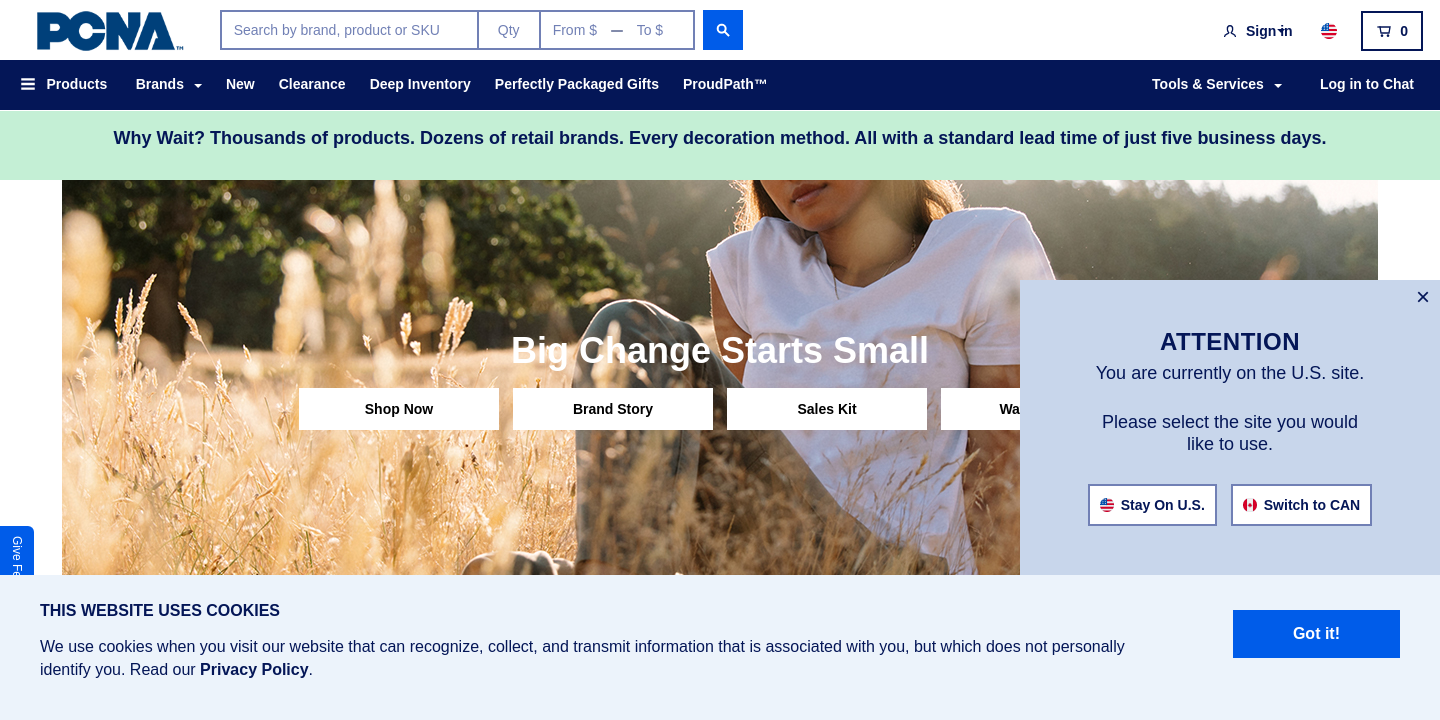 PCNA™
Search by brand, product or SKU
Qty
From $ — To $
Sign in
0
Products
Brands
New
Clearance
Deep Inventory
Perfectly Packaged Gifts
ProudPath™
Tools & Services
Log in to Chat
Why Wait? Thousands of products. Dozens of retail brands. Every decoration method. All with a standard lead time of just five business days.
Big Change Starts Small
Shop Now
Brand Story
Sales Kit
ATTENTION
You are currently on the U.S. site.
Please select the site you would
like to use.
Stay On U.S.
Switch to CAN
Give
THIS WEBSITE USES COOKIES
We use cookies when you visit our website that can recognize, collect, and transmit information that is associated with you, but which does not personally
identify you. Read our Privacy Policy.
Got it!